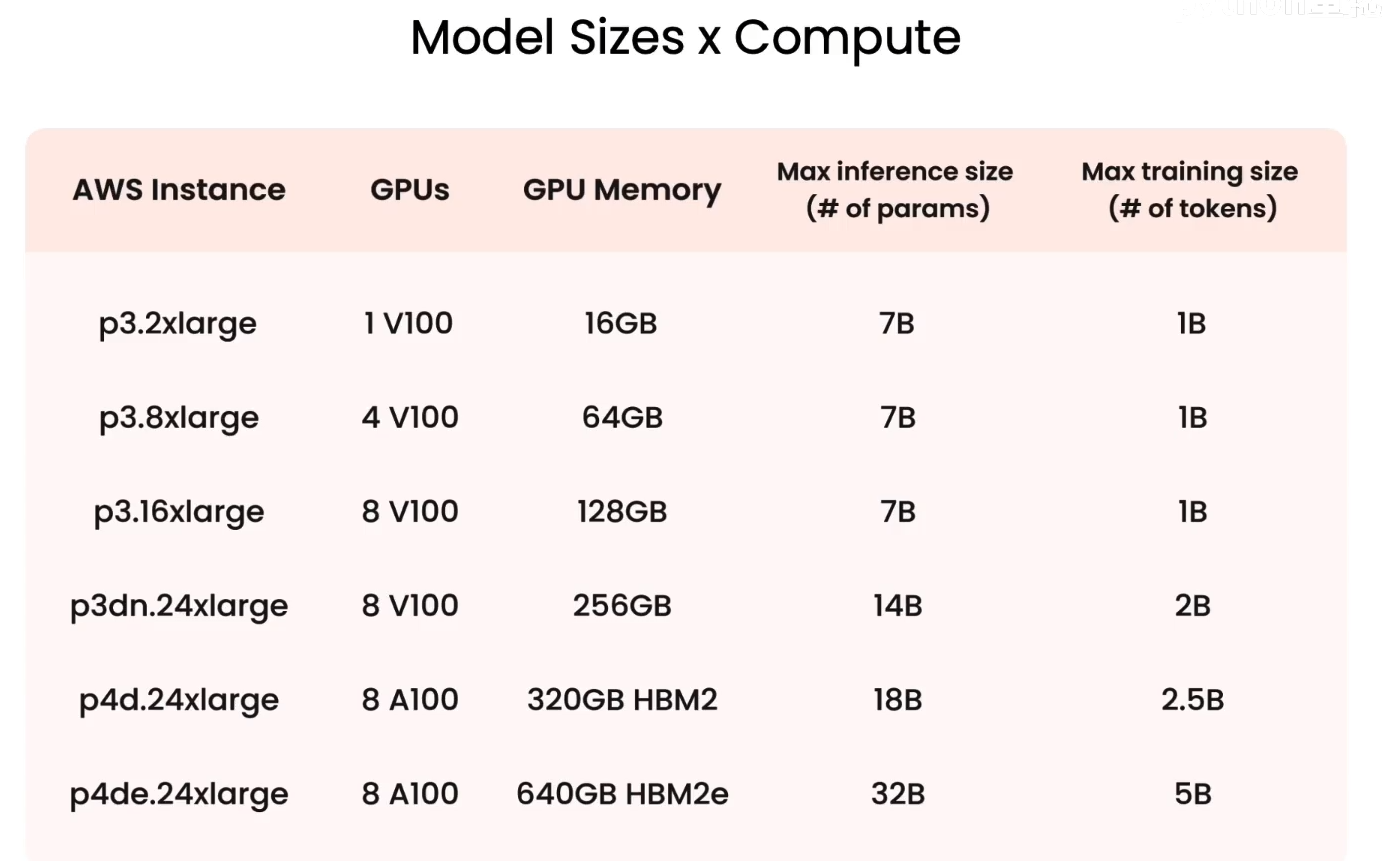 Model Sizes x Compute
AWS Instance GPUs GPU Memory Max inference size (# of params) Max training size (# of tokens)
p3.2xlarge 1 V100 16GB 7B 1B
p3.8xlarge 4 V100 64GB 7B 1B
p3.16xlarge 8 V100 128GB 7B 1B
p3dn.24xlarge 8 V100 256GB 14B 2B
p4d.24xlarge 8 A100 320GB HBM2 18B 2.5B
p4de.24xlarge 8 A100 640GB HBM2e 32B 5B